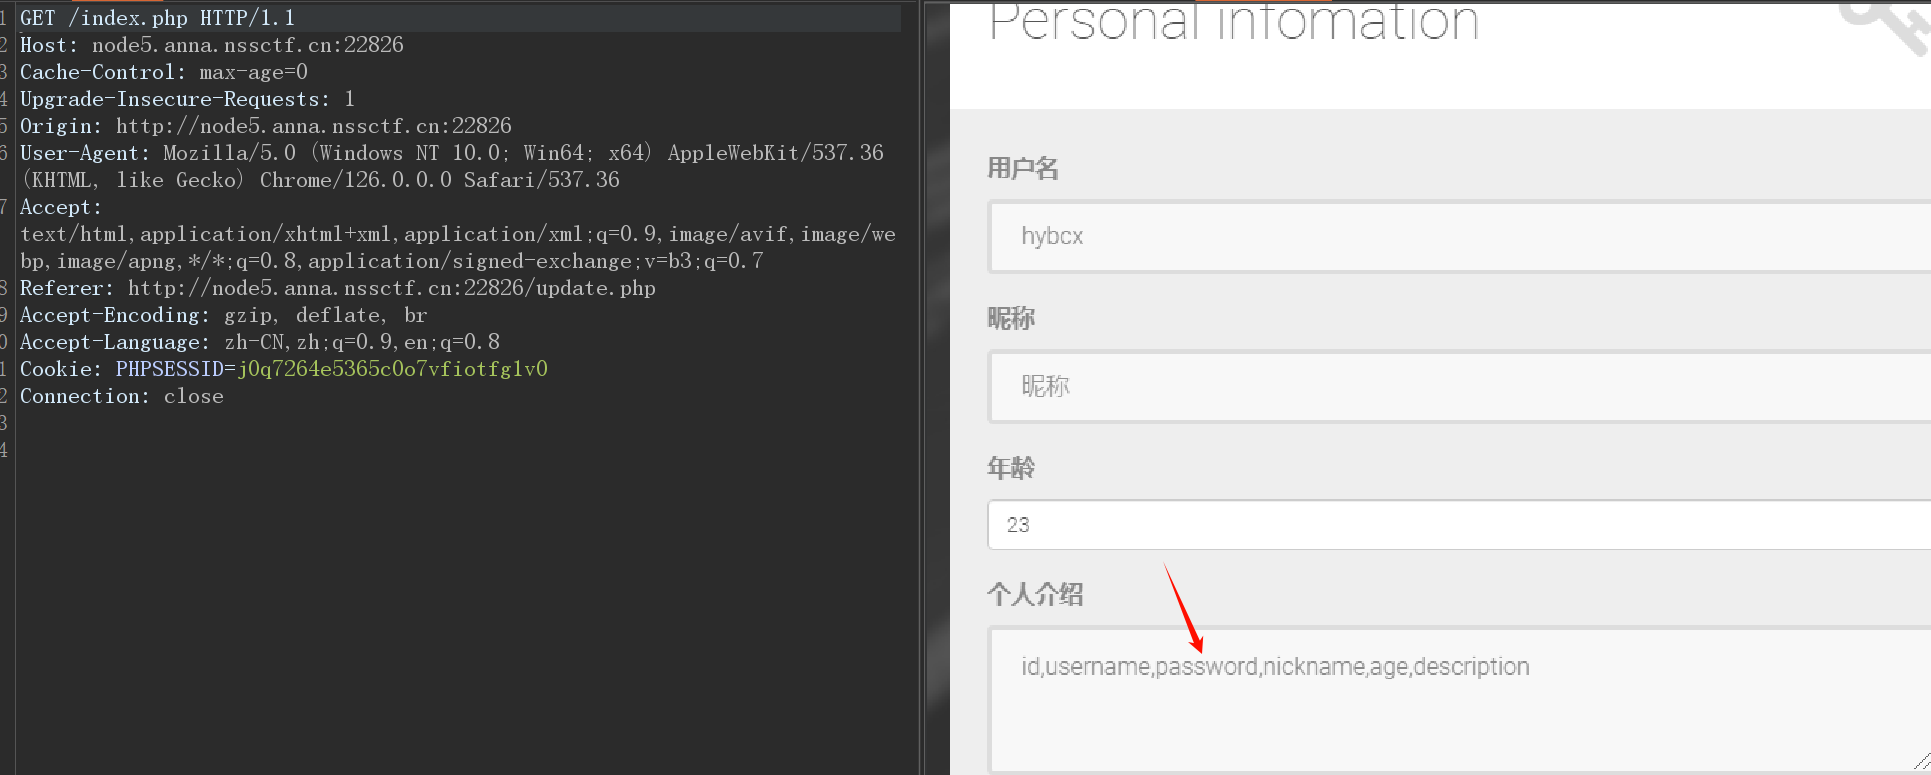 1 GET /index.php HTTP/1.1
2 Host: node5.anna.nssctf.cn:22826
3 Cache-Control: max-age=0
4 Upgrade-Insecure-Requests: 1
5 Origin: http://node5.anna.nssctf.cn:22826
6 User-Agent: Mozilla/5.0 (Windows NT 10.0; Win64; x64) AppleWebKit/537.36
(KHTML, like Gecko) Chrome/126.0.0.0 Safari/537.36
7 Accept:
text/html,application/xhtml+xml,application/xml;q=0.9,image/avif,image/we
bp,image/apng,*/*;q=0.8,application/signed-exchange;v=b3;q=0.7
8 Referer: http://node5.anna.nssctf.cn:22826/update.php
9 Accept-Encoding: gzip, deflate, br
0 Accept-Language: zh-CN,zh;q=0.9,en;q=0.8
1 Cookie: PHPSESSID=j0q7264e5365c0o7vfiotfglv0
2 Connection: close
3
4
Personal infomation
用户名
hybcx
昵称
昵称
年龄
23
个人介绍
id,username,password,nickname,age,description